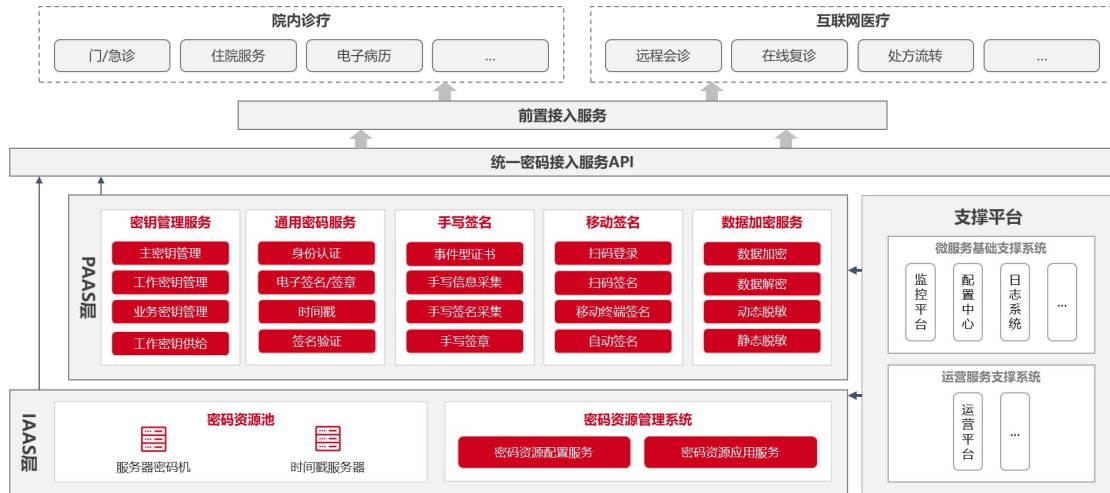 院内诊疗
门/急诊
住院服务
电子病历
...
互联网医疗
远程会诊
在线复诊
处方流转
...
前置接入服务
统一密码接入服务API
PAAS层
密钥管理服务
主密钥管理
工作密钥管理
业务密钥管理
工作密钥供给
通用密码服务
身份认证
电子签名/签章
时间戳
签名验证
手写签名
事件型证书
手写信息采集
手写签名采集
手写签章
移动签名
扫码登录
扫码签名
移动终端签名
自动签名
数据加密服务
数据加密
数据解密
动态脱敏
静态脱敏
支撑平台
微服务基础支撑系统
监控平台
配置中心
日志系统
...
运营服务支撑系统
运营平台
...
IAAS层
密码资源池
服务器密码机
时间戳服务器
密码资源管理系统
密码资源配置服务
密码资源应用服务